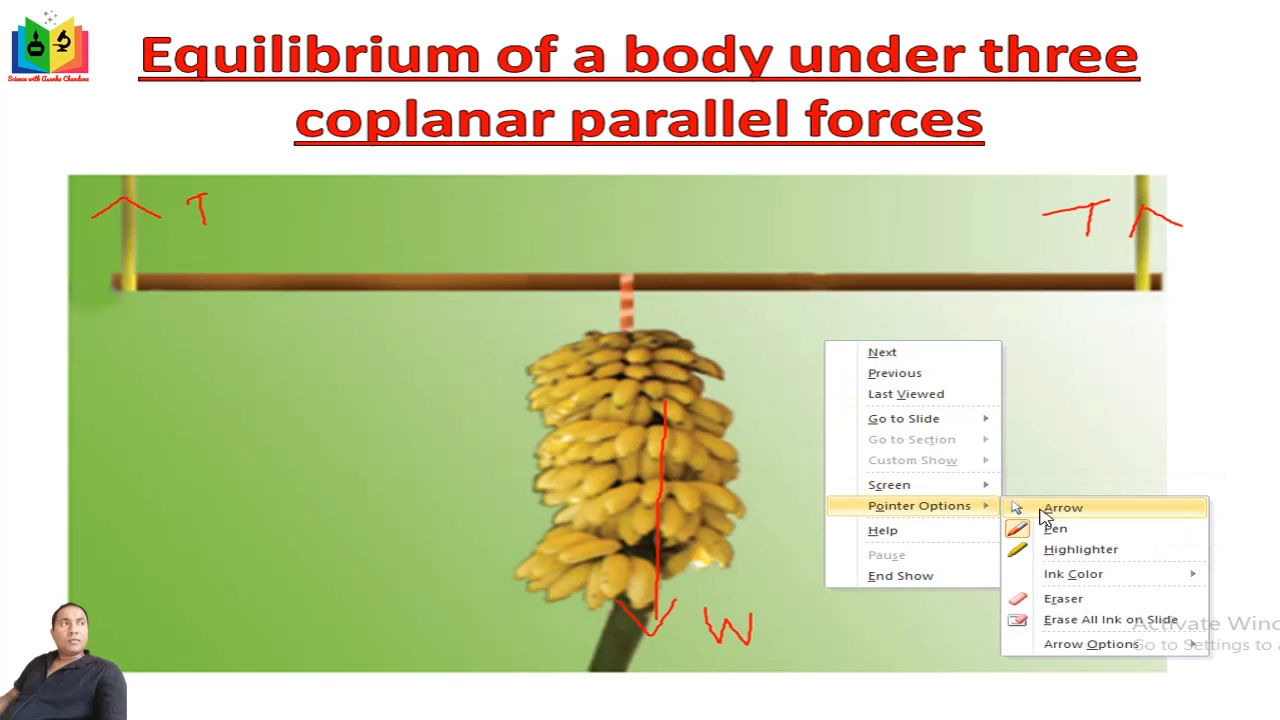 Science with Asanka Chandana
Equilibrium of a body under three
coplanar parallel forces
T
T
W
Next
Previous
Last Viewed
Go to Slide
Go to Section
Custom Show
Screen
Pointer Options
Help
Pause
End Show
Arrow
Pen
Highlighter
Ink Color
Eraser
Erase All Ink on Slide
Arrow Options
Activate Wind
Go to Settings to a